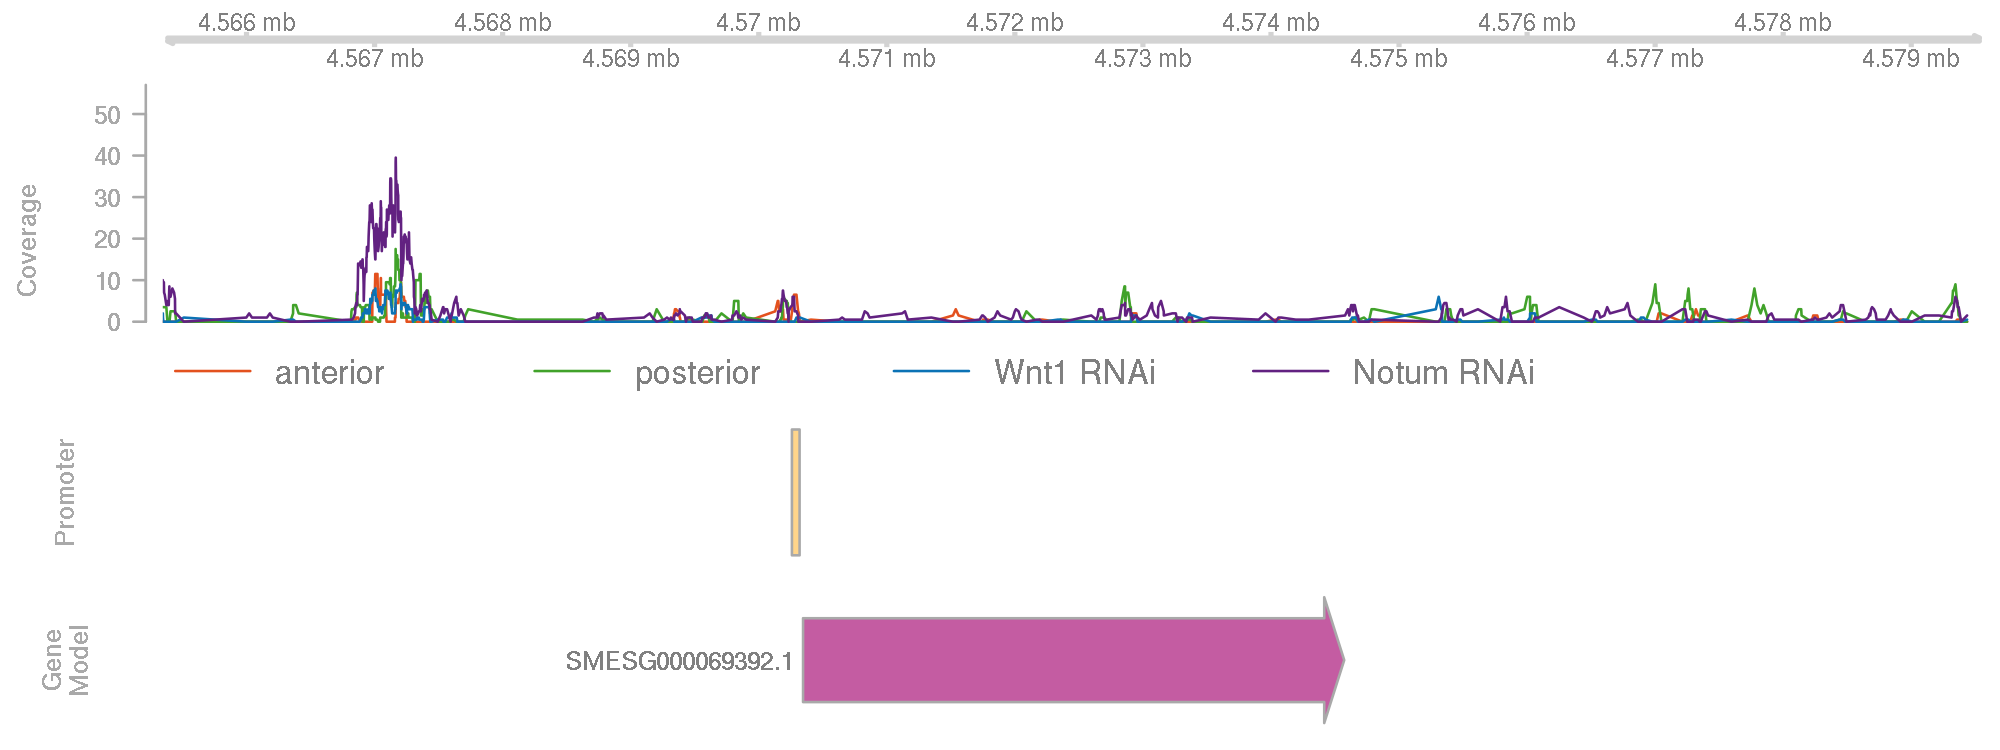 4.566 mb 4.568 mb 4.57 mb 4.572 mb 4.574 mb 4.576 mb 4.578 mb
4.567 mb 4.569 mb 4.571 mb 4.573 mb 4.575 mb 4.577 mb 4.579 mb
Coverage
50
40
30
20
10
0
anterior posterior Wnt1 RNAi Notum RNAi
Promoter
Gene
Model
SMESG000069392.1